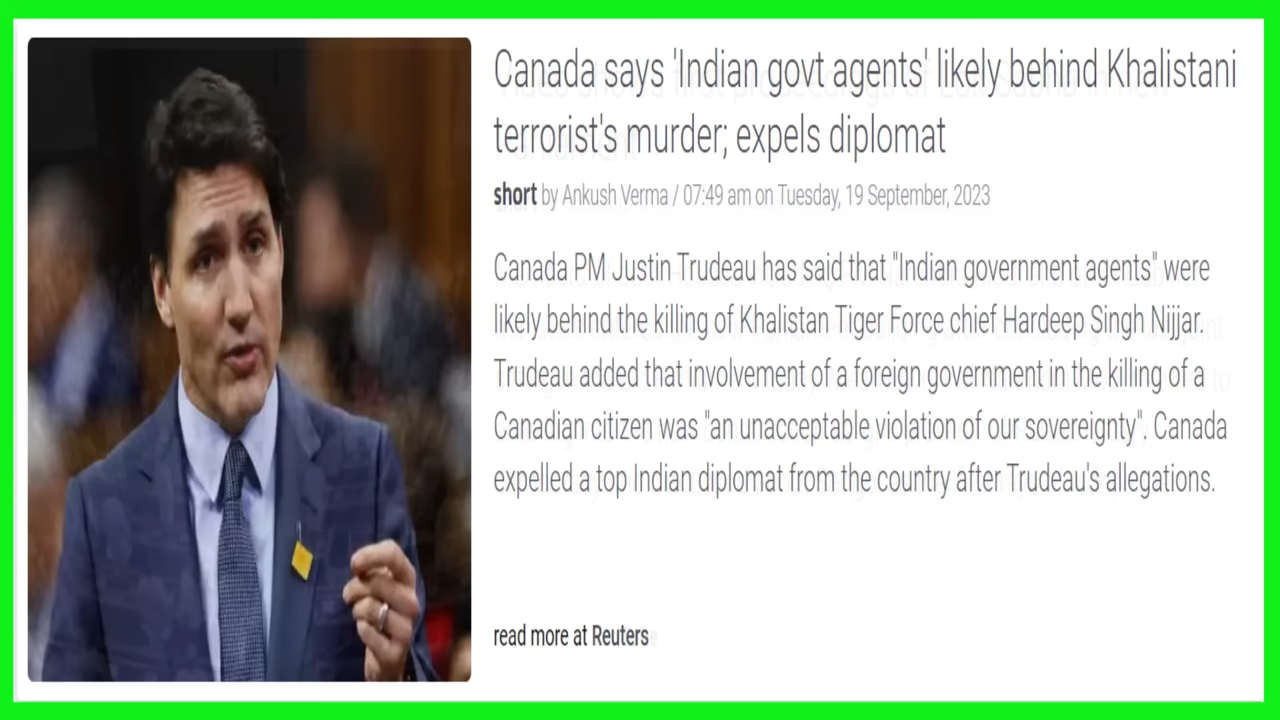 Canada says 'Indian govt agents' likely behind Khalistani
terrorist's murder; expels diplomat
short by Ankush Verma / 07:49 am on Tuesday, 19 September, 2023
Canada PM Justin Trudeau has said that "Indian government agents" were
likely behind the killing of Khalistan Tiger Force chief Hardeep Singh Nijjar.
Trudeau added that involvement of a foreign government in the killing of a
Canadian citizen was "an unacceptable violation of our sovereignty". Canada
expelled a top Indian diplomat from the country after Trudeau's allegations.
read more at Reuters